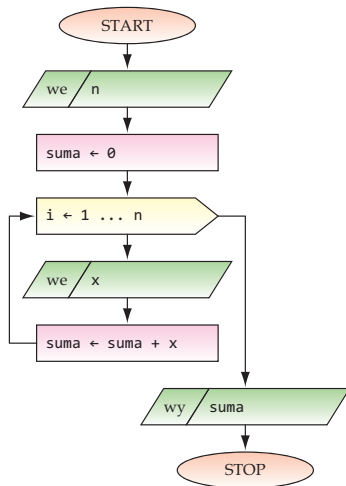 START
we n
suma ← 0
i ← 1 ... n
we x
suma ← suma + x
wy suma
STOP